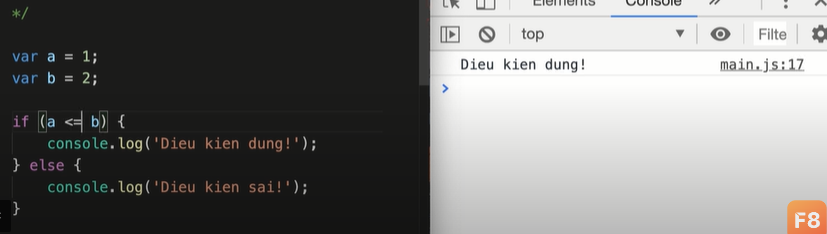 */
var a = 1;
var b = 2;
if (a <= b) {
console.log('Dieu kien dung!');
} else {
console.log('Dieu kien sai!');
}
Elements Console »
top Filte
Dieu kien dung! main.js:17
>
F8